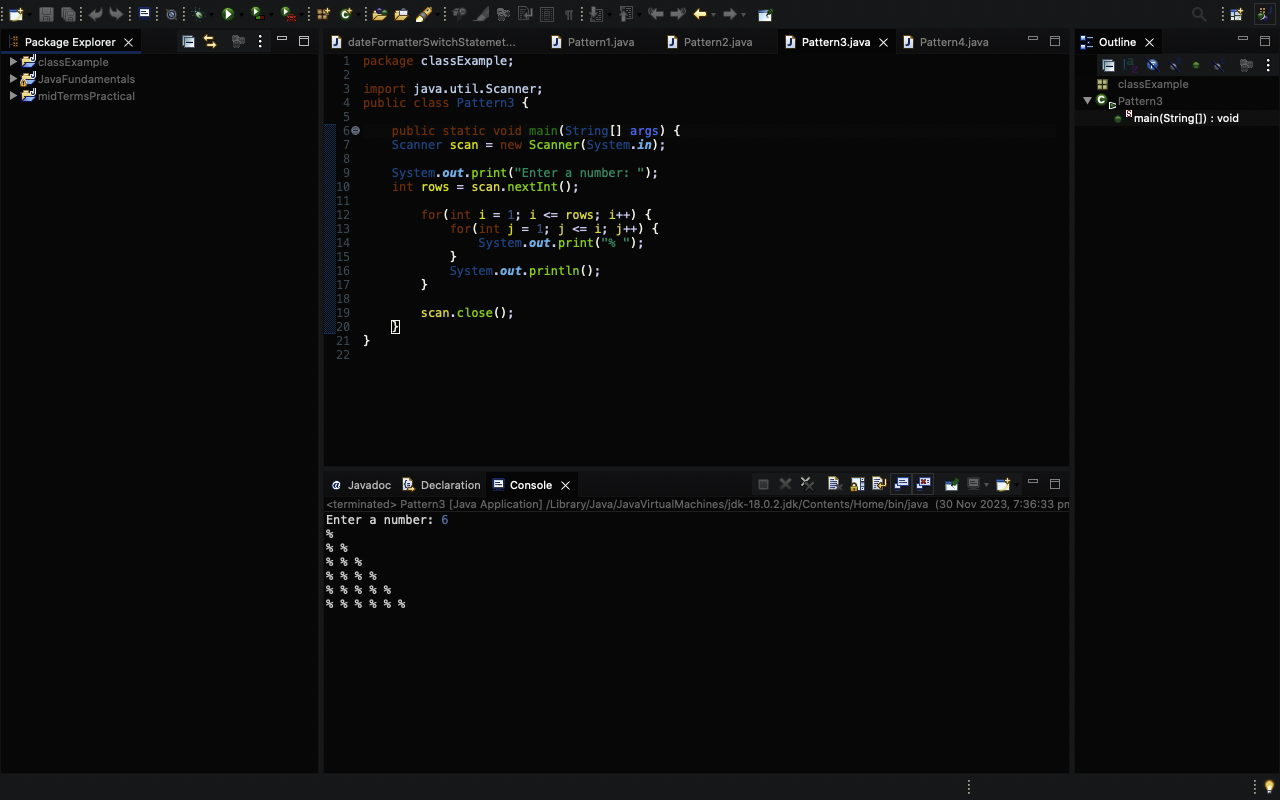 Package Explorer
classExample
JavaFundamentals
midTermsPractical
dateFormatterSwitchStatemet...
Pattern1.java
Pattern2.java
Pattern3.java
Pattern4.java
1 package classExample;
2
3 import java.util.Scanner;
4 public class Pattern3 {
5
6 public static void main(String[] args) {
7 Scanner scan = new Scanner(System.in);
8
9 System.out.print("Enter a number: ");
10 int rows = scan.nextInt();
11
12 for(int i = 1; i <= rows; i++) {
13 for(int j = 1; j <= i; j++) {
14 System.out.print("% ");
15 }
16 System.out.println();
17 }
18
19 scan.close();
20 }
21 }
22
Outline
classExample
Pattern3
main(String[]) : void
Javadoc
Declaration
Console
<terminated> Pattern3 [Java Application] /Library/Java/JavaVirtualMachines/jdk-18.0.2.jdk/Contents/Home/bin/java (30 Nov 2023, 7:36:33 pm
Enter a number: 6
%
% %
% % %
% % % %
% % % % %
% % % % % %